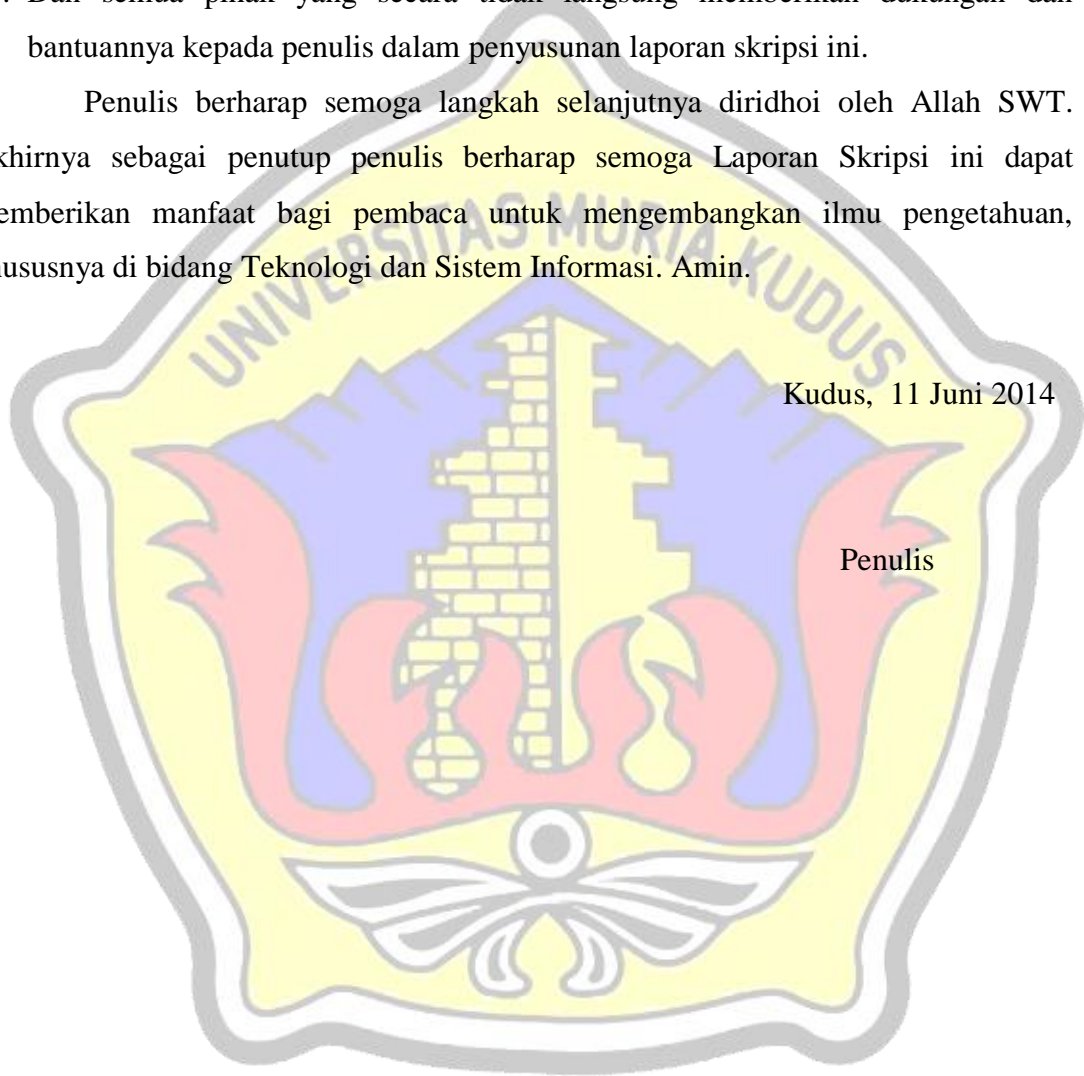 . Dan semua pihak yang secara tidak langsung memberikan dukungan dan
bantuannya kepada penulis dalam penyusunan laporan skripsi ini.
Penulis berharap semoga langkah selanjutnya diridhoi oleh Allah SWT.
khirnya sebagai penutup penulis berharap semoga Laporan Skripsi ini dapat
emberikan manfaat bagi pembaca untuk mengembangkan ilmu pengetahuan,
hususnya di bidang Teknologi dan Sistem Informasi. Amin.
UNIVERSITAS MURIA KUDUS
Kudus, 11 Juni 2014
Penulis